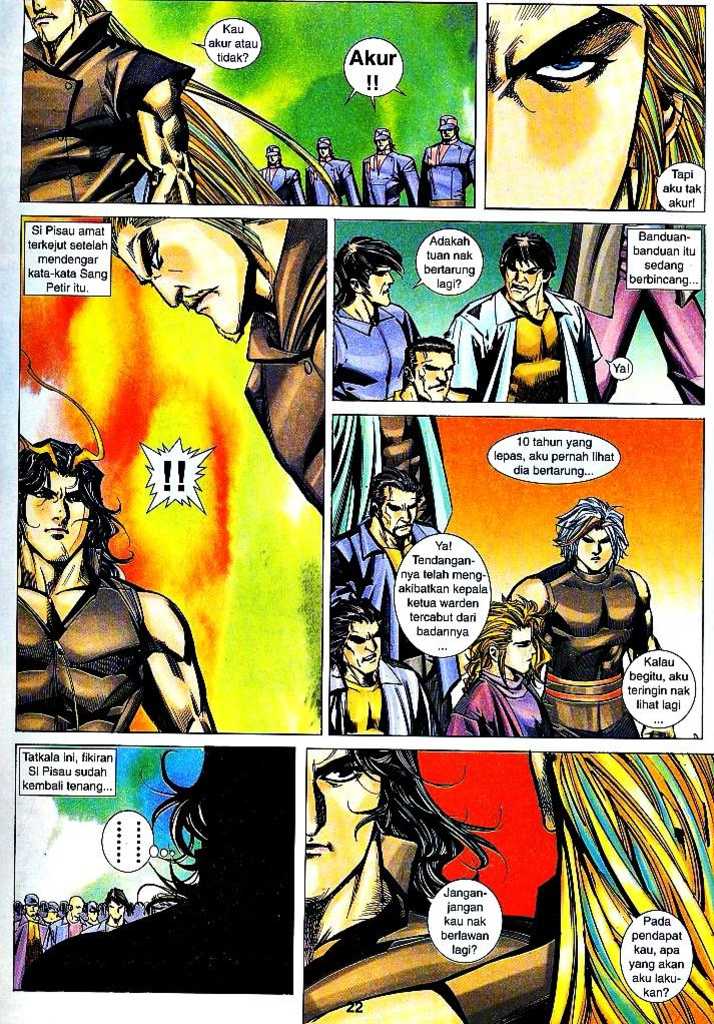 Kau
akur atau
tidak?
Akur
!!
Tapi
aku tak
akur!
Si Pisau amat
terkejut setelah
mendengar
kata-kata Sang
Petir itu.
!!
Adakah
tuan nak
bertarung
lagi?
Banduan-
banduan itu
sedang
berbincang...
Ya!
10 tahun yang
lepas, aku pernah lihat
dia bertarung...
Ya!
Tendangan-
nya telah meng-
akibatkan kepala
ketua warden
tercabut dari
badannya
...
Kalau
begitu, aku
teringin nak
lihat lagi
...
Tatkala ini, fikiran
Si Pisau sudah
kembali tenang...
Jangan-
jangan
kau nak
berlawan
lagi?
Pada
pendapat
kau, apa
yang akan
aku laku-
kan?
22